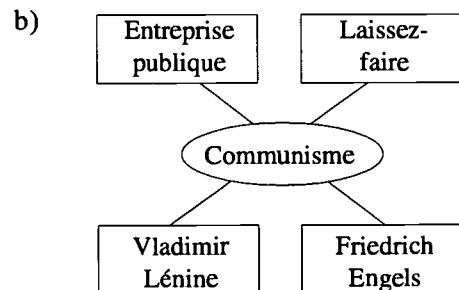 b)
Entreprise
publique
Laissez-
faire
Communisme
Vladimir
Lénine
Friedrich
Engels